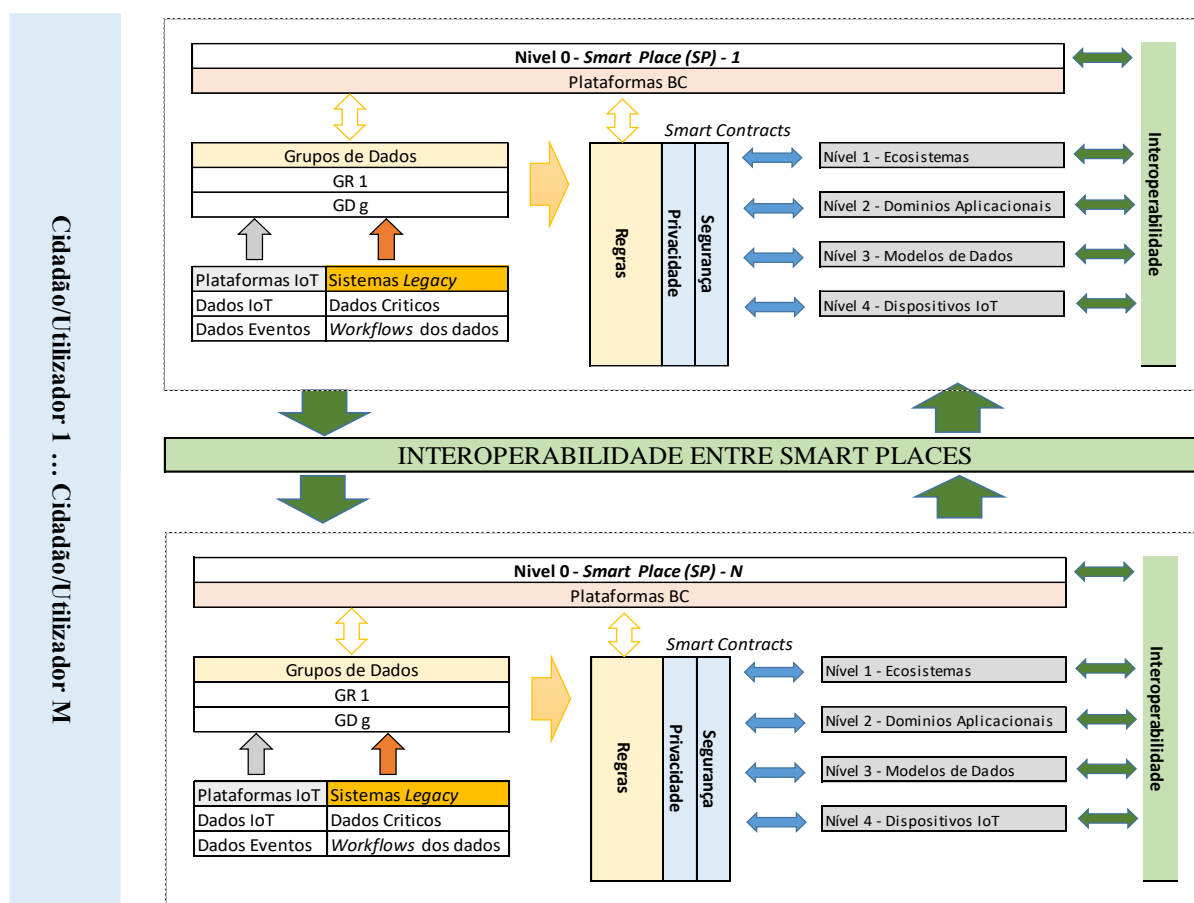 Cidadão/Utilizador 1 … Cidadão/Utilizador M
Nivel 0 - Smart Place (SP) - 1
Plataformas BC
Smart Contracts
Grupos de Dados
GR 1
GD g
Plataformas IoT
Sistemas Legacy
Dados IoT
Dados Criticos
Dados Eventos
Workflows dos dados
Regras
Privacidade
Segurança
Nível 1 - Ecosistemas
Nível 2 - Dominios Aplicacionais
Nível 3 - Modelos de Dados
Nível 4 - Dispositivos IoT
Interoperabilidade
INTEROPERABILIDADE ENTRE SMART PLACES
Nivel 0 - Smart Place (SP) - N
Plataformas BC
Smart Contracts
Grupos de Dados
GR 1
GD g
Plataformas IoT
Sistemas Legacy
Dados IoT
Dados Criticos
Dados Eventos
Workflows dos dados
Regras
Privacidade
Segurança
Nível 1 - Ecosistemas
Nível 2 - Dominios Aplicacionais
Nível 3 - Modelos de Dados
Nível 4 - Dispositivos IoT
Interoperabilidade